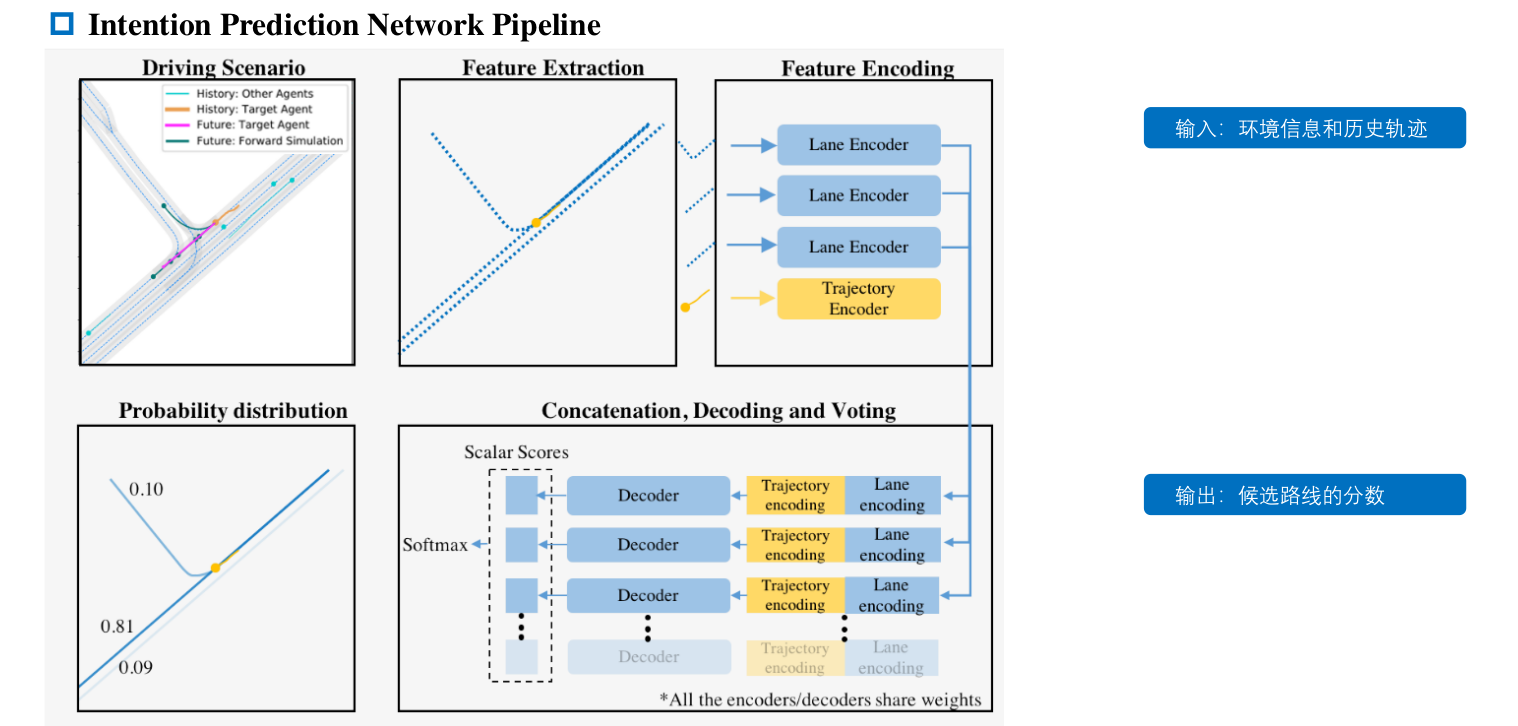 Intention Prediction Network Pipeline
Driving Scenario
History: Other Agents
History: Target Agent
Future: Target Agent
Future: Forward Simulation
Feature Extraction
Feature Encoding
Lane Encoder
Lane Encoder
Lane Encoder
Trajectory
Encoder
输入：环境信息和历史轨迹
Probability distribution
0.10
0.81
0.09
Concatenation, Decoding and Voting
Scalar Scores
Softmax
Decoder
Trajectory
encoding
Lane
encoding
Decoder
Trajectory
encoding
Lane
encoding
Decoder
Trajectory
encoding
Lane
encoding
Decoder
Trajectory
encoding
Lane
encoding
*All the encoders/decoders share weights
输出：候选路线的分数